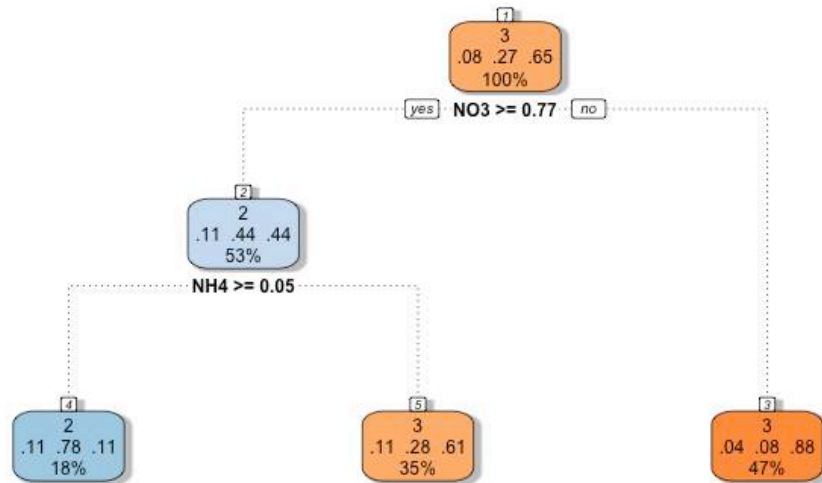 1
3
.08 .27 .65
100%
yes NO3 >= 0.77 no
2
2
.11 .44 .44
53%
NH4 >= 0.05
4
2
.11 .78 .11
18%
5
3
.11 .28 .61
35%
3
3
.04 .08 .88
47%